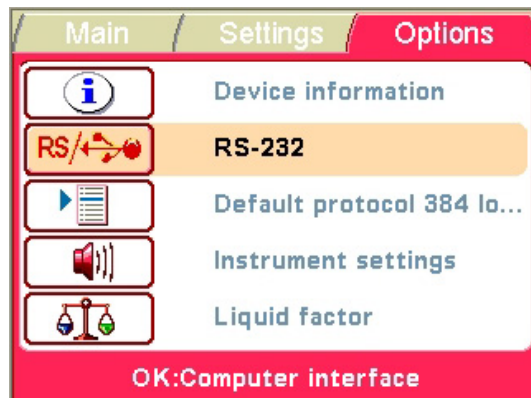 Main Settings Options
Device information
RS/ RS-232
Default protocol 384 lo...
Instrument settings
Liquid factor
OK:Computer interface